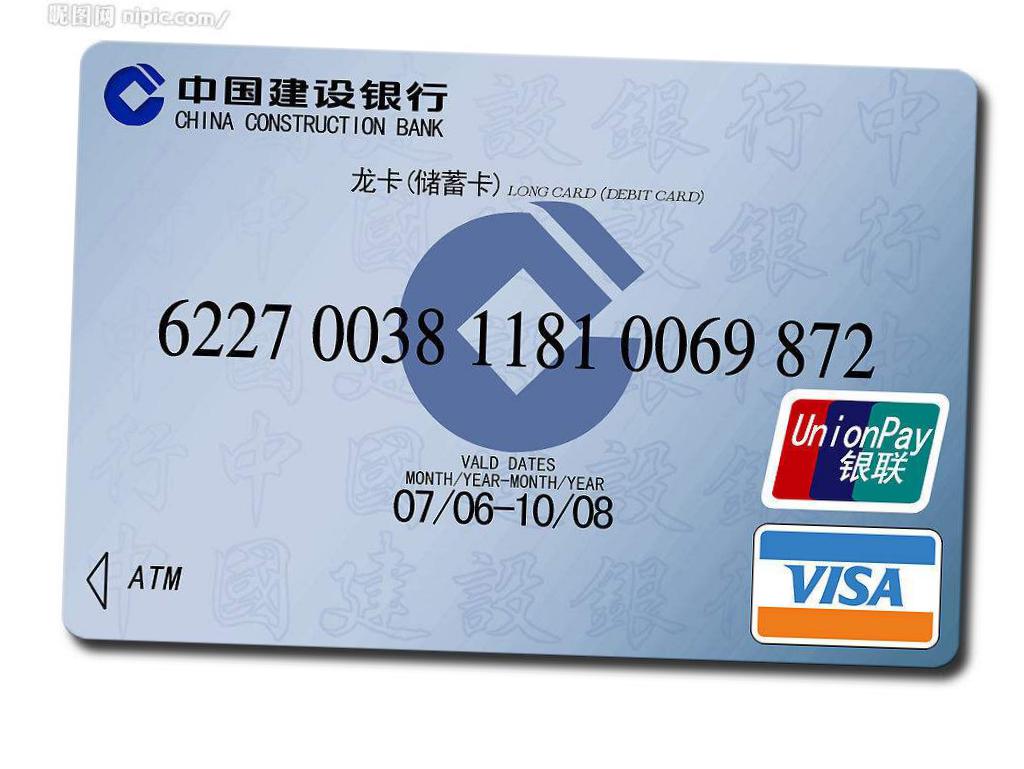 昵图网 nipic.com/
中国建设银行
CHINA CONSTRUCTION BANK
龙卡(储蓄卡) LONG CARD (DEBIT CARD)
6227 0038 1181 0069 872
UnionPay
银联
VALD DATES
MONTH/YEAR-MONTH/YEAR
07/06-10/08
ATM
VISA